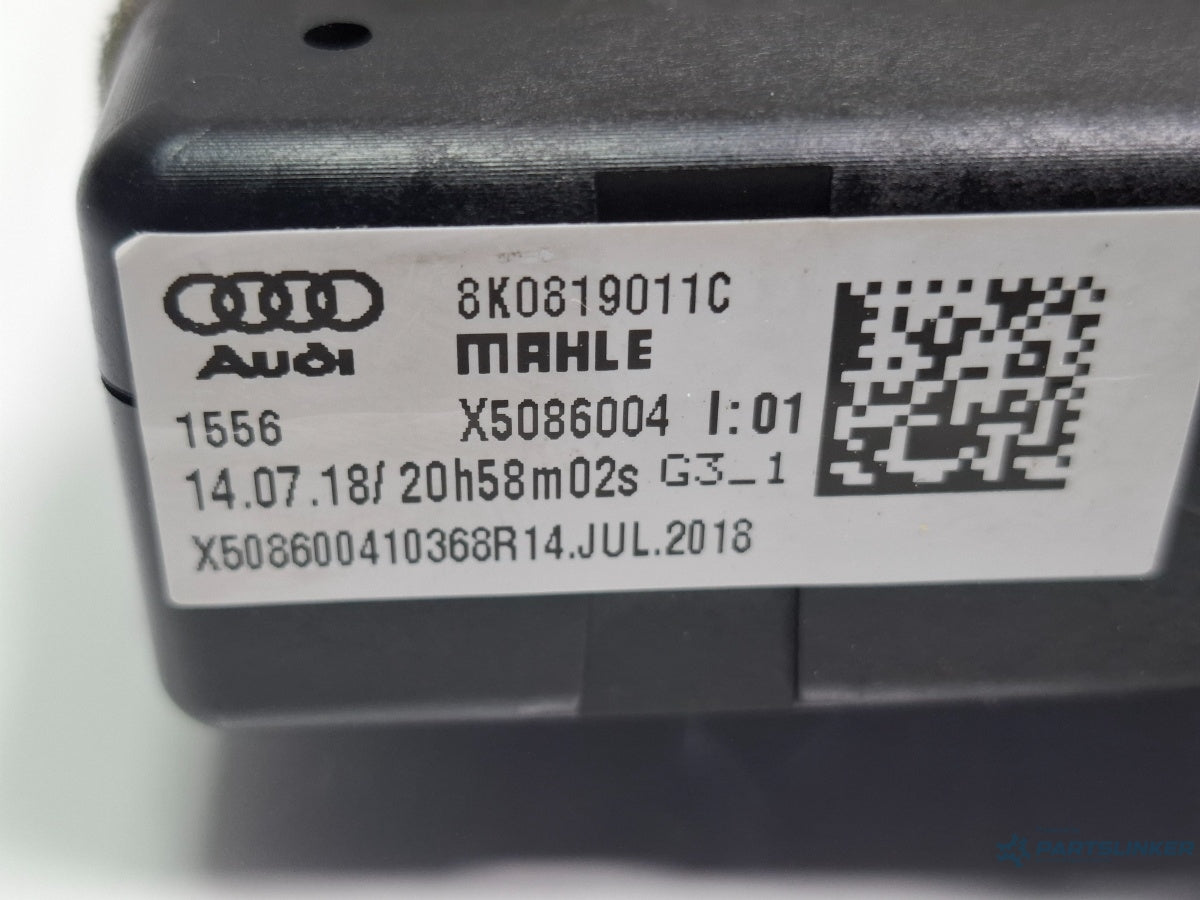 8K0819011C
Audi MAHLE
1556 X5086004 I:01
14.07.18/ 20h58m02s G3_1
X508600410368R14.JUL.2018
PARTSLINKER